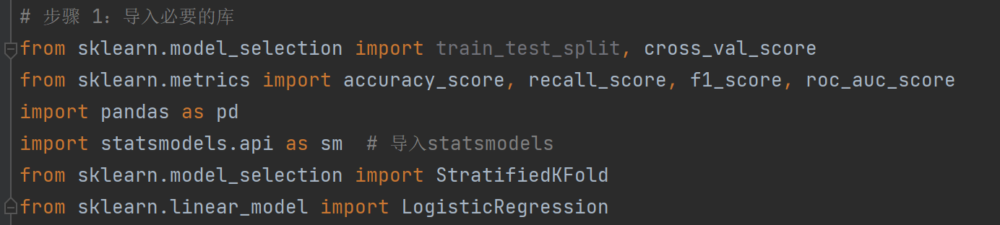 # 步骤 1：导入必要的库
from sklearn.model_selection import train_test_split, cross_val_score
from sklearn.metrics import accuracy_score, recall_score, f1_score, roc_auc_score
import pandas as pd
import statsmodels.api as sm  # 导入statsmodels
from sklearn.model_selection import StratifiedKFold
from sklearn.linear_model import LogisticRegression